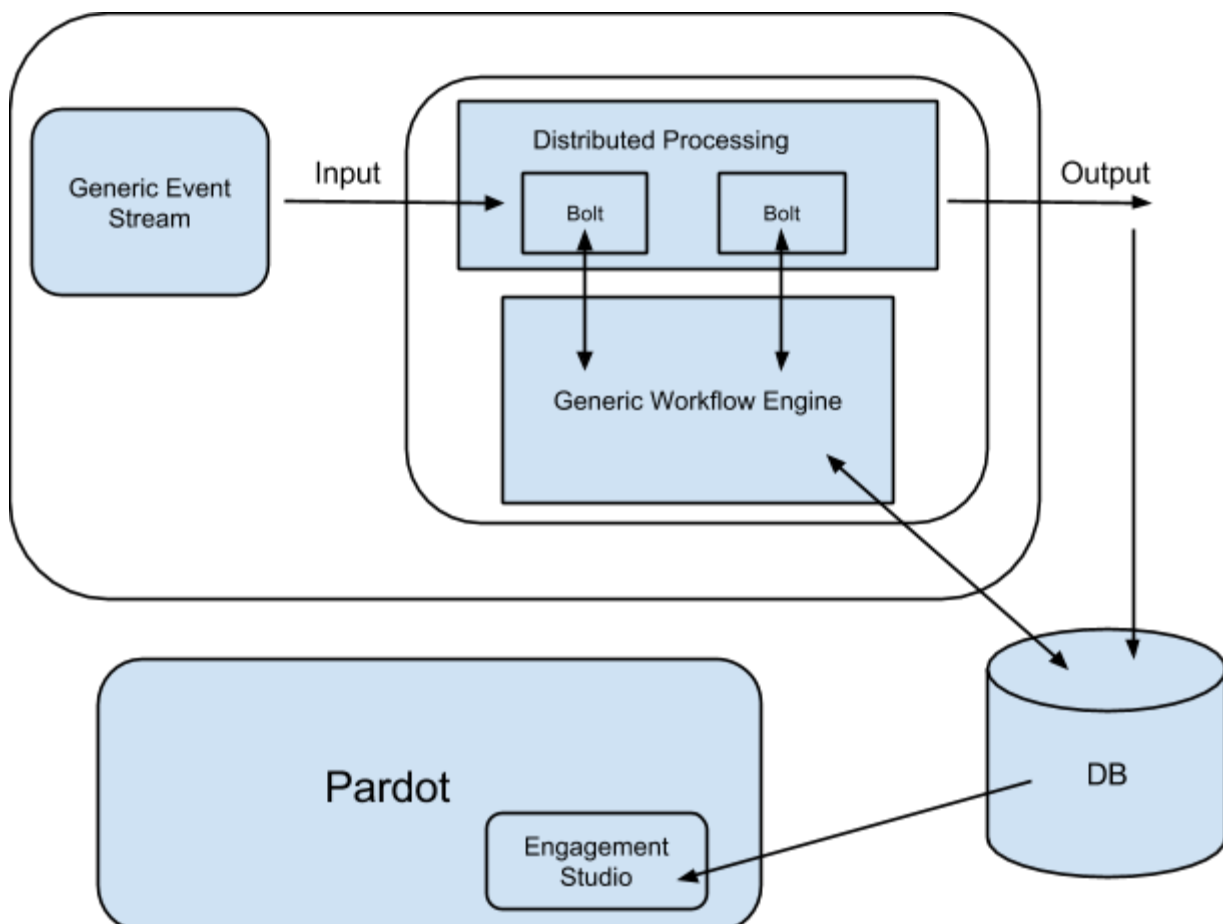 Distributed Processing
Input
Output
Generic Event
Stream
Bolt
Bolt
Generic Workflow Engine
Pardot
DB
Engagement
Studio